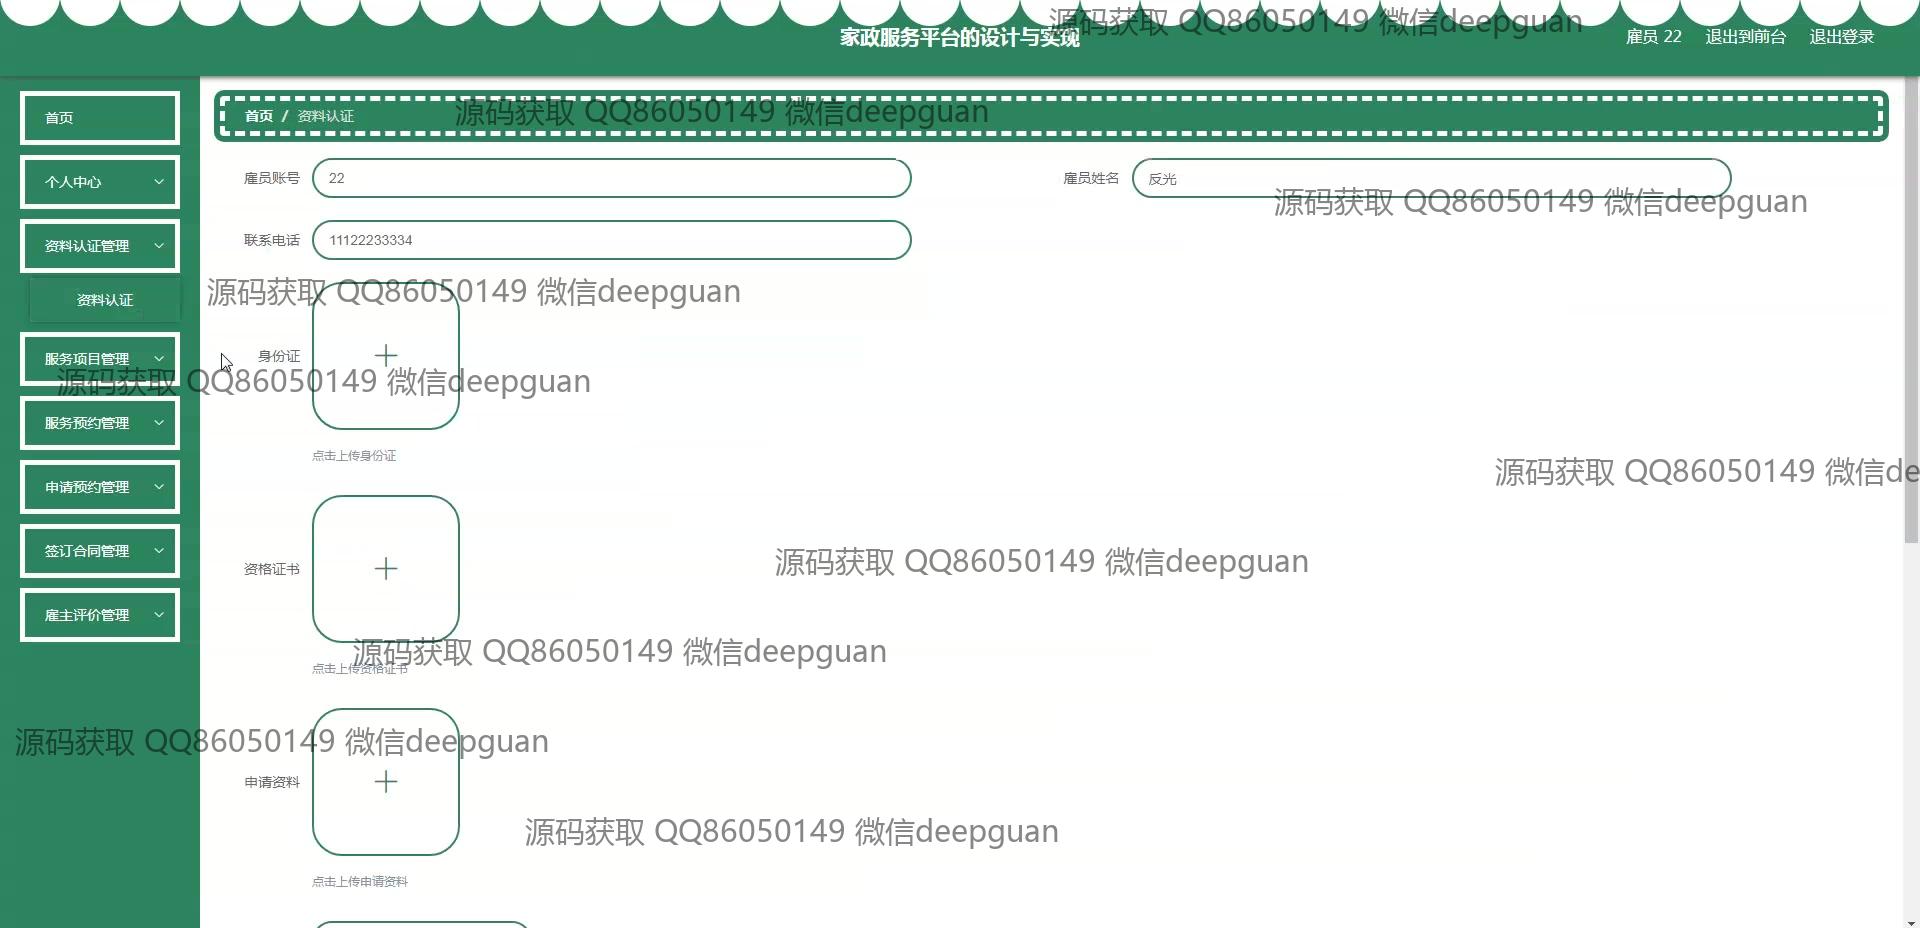 家政服务平台的设计与实现
源码获取 QQ86050149 微信deepguan
雇员 22 退出到前台 退出登录
首页
首页 / 资料认证
源码获取 QQ86050149 微信deepguan
个人中心
雇员账号 22
雇员姓名 反光
源码获取 QQ86050149 微信deepguan
资料认证管理
联系电话 11122233334
资料认证
源码获取 QQ86050149 微信deepguan
服务项目管理
身份证
源码获取 QQ86050149 微信deepguan
服务预约管理
点击上传身份证
源码获取 QQ86050149 微信de
申请预约管理
签订合同管理
资格证书
源码获取 QQ86050149 微信deepguan
雇主评价管理
源码获取 QQ86050149 微信deepguan
点击上传资格证书
源码获取 QQ86050149 微信deepguan
申请资料
源码获取 QQ86050149 微信deepguan
点击上传申请资料